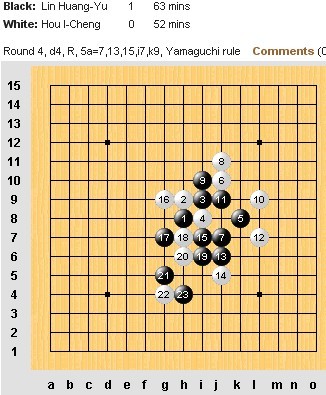 Black: Lin Huang-Yu 1 63 mins
White: Hou I-Cheng 0 52 mins
Round 4, d4, R, 5a=7,13,15,i7,k9, Yamaguchi rule Comments (0
15
14
13
12
11 8
10 9 6
9 16 2 3 11 10
8 1 4 5
7 17 18 15 7 12
6 20 19 13
5 21 14
4 22 23
3
2
1
a b c d e f g h i j k l m n o